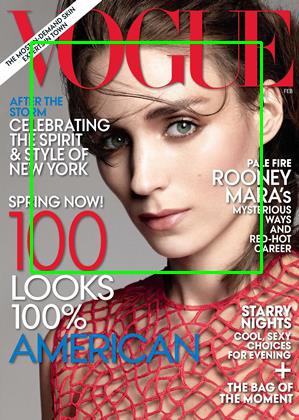 THE MOST-IN-DEMAND SKIN
EXPERTS IN TOWN
VOGUE
FEB
AFTER THE
STORM
CELEBRATING
THE SPIRIT
& STYLE OF
NEW YORK
SPRING NOW!
100
LOOKS
100%
AMERICAN
PALE FIRE
ROONEY
MARA's
MYSTERIOUS
WAYS
AND
RED-HOT
CAREER
STARRY
NIGHTS
COOL, SEXY
CHOICES
FOR EVENING
+
THE BAG OF
THE MOMENT